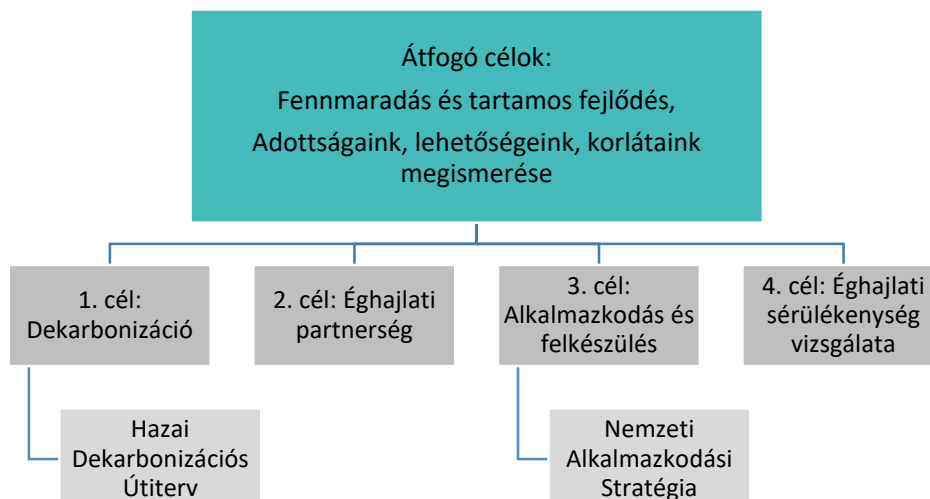 Átfogó célok:
Fennmaradás és tartamos fejlődés,
Adottságaink, lehetőségeink, korlátaink
megismerése
1. cél:
Dekarbonizáció
2. cél: Éghajlati
partnerség
3. cél:
Alkalmazkodás és
felkészülés
4. cél: Éghajlati
sérülékenység
vizsgálata
Hazai
Dekarbonizációs
Útiterv
Nemzeti
Alkalmazkodási
Stratégia